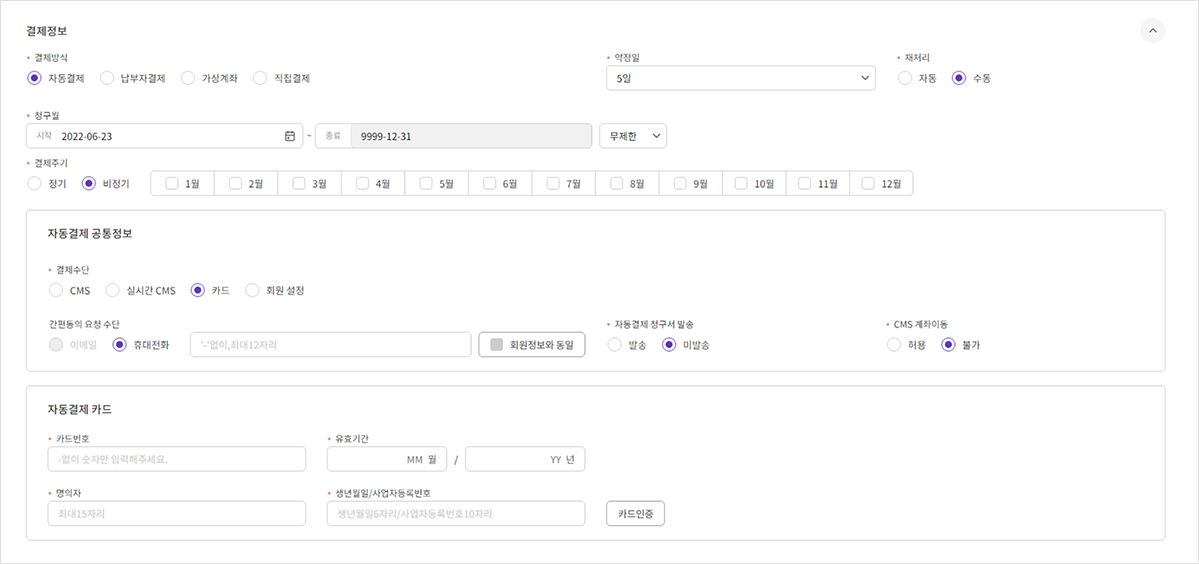 결제정보
* 결제방식
자동결제 납부자결제 가상계좌 직접결제
* 약정일
5일
* 재처리
자동 수동
* 청구월
시작 2022-06-23 ~ 종료 9999-12-31 무제한
* 결제주기
정기 비정기 1월 2월 3월 4월 5월 6월 7월 8월 9월 10월 11월 12월
자동결제 공통정보
* 결제수단
CMS 실시간 CMS 카드 회원 설정
간편동의 요청 수단
이메일 휴대전화 '-'없이,최대12자리 회원정보와 동일
* 자동결제 청구서 발송
발송 미발송
* CMS 계좌이동
허용 불가
자동결제 카드
* 카드번호
-없이 숫자만 입력해주세요.
* 유효기간
MM 월 / YY 년
* 명의자
최대15자리
* 생년월일/사업자등록번호
생년월일6자리/사업자등록번호10자리
카드인증